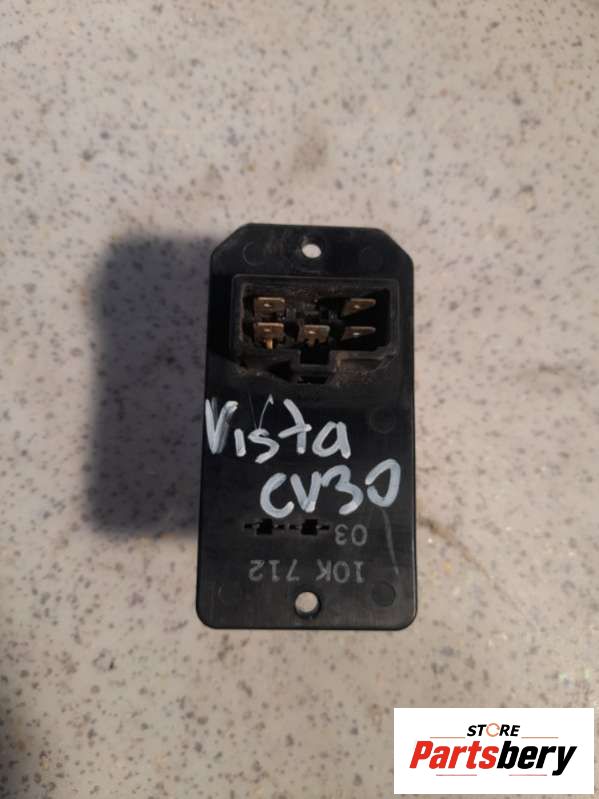 Vista
CV30
03
10K 712
STORE
Partsbery